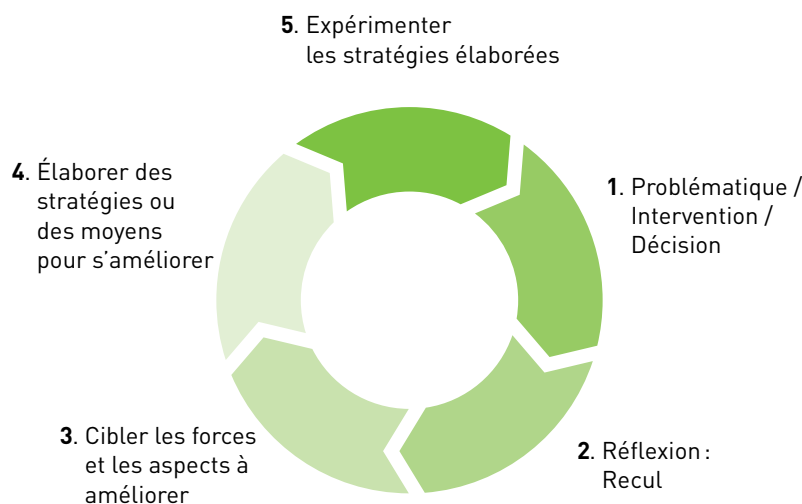 5. Expérimenter
les stratégies élaborées
4. Élaborer des
stratégies ou
des moyens
pour s’améliorer
1. Problématique /
Intervention /
Décision
3. Cibler les forces
et les aspects à
améliorer
2. Réflexion :
Recul